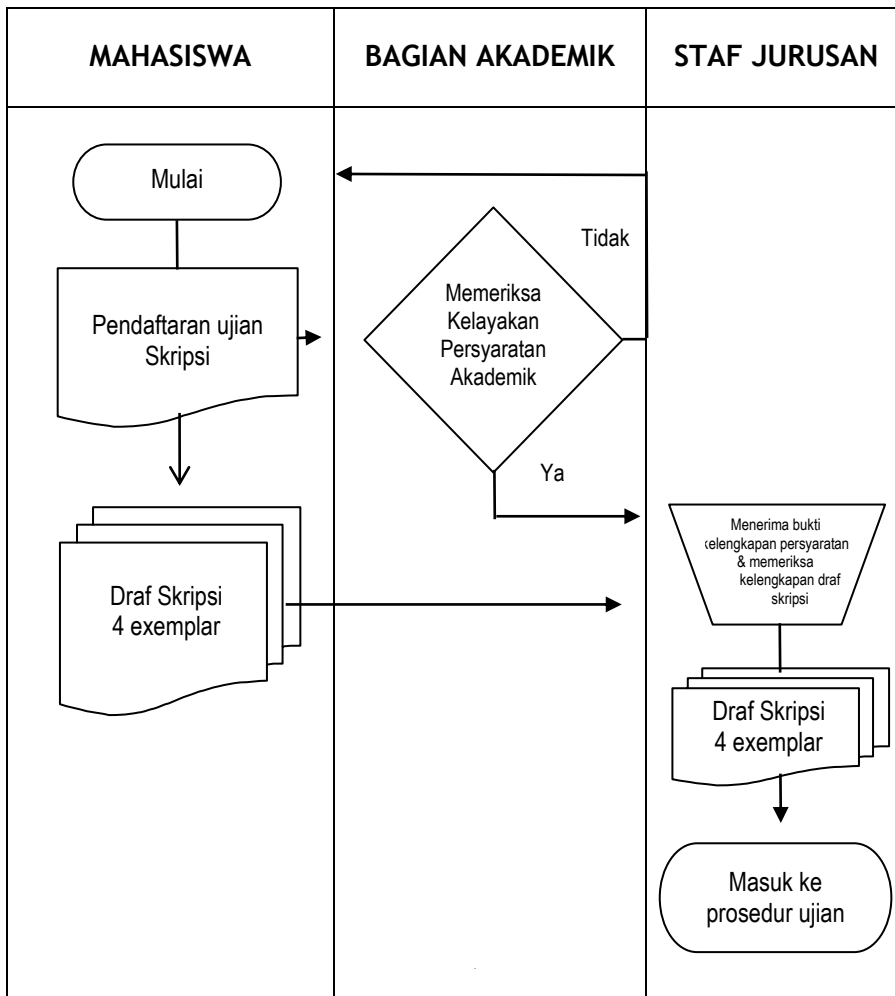 MAHASISWA
BAGIAN AKADEMIK
STAF JURUSAN
Mulai
Tidak
Pendaftaran ujian
Skripsi
Memeriksa
Kelayakan
Persyaratan
Akademik
Ya
Menerima bukti
kelengkapan persyaratan
& memeriksa
kelengkapan draf
skripsi
Draf Skripsi
4 exemplar
Draf Skripsi
4 exemplar
Masuk ke
prosedur ujian